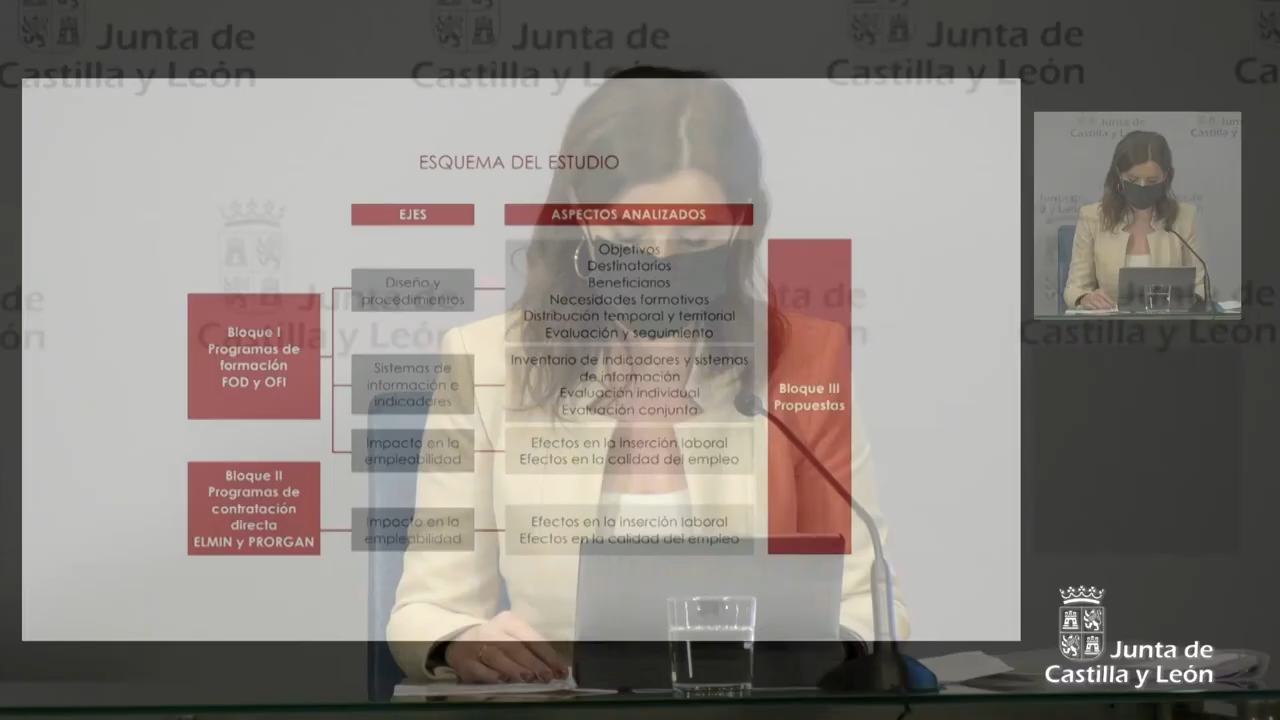 Junta de
Castilla y León
Junta de
Castilla y León
Junta de
Castilla y León
ESQUEMA DEL ESTUDIO
EJES
ASPECTOS ANALIZADOS
Bloque I
Programas de
formación
FOD y OFI
Diseño y
procedimientos
Objetivos
Destinatarios
Beneficiarios
Necesidades formativas
Distribución temporal y territorial
Evaluación y seguimiento
Sistemas de
información e
indicadores
Inventario de indicadores y sistemas
de información
Evaluación individual
Evaluación conjunta
Impacto en la
empleabilidad
Efectos en la inserción laboral
Efectos en la calidad del empleo
Bloque II
Programas de
contratación
directa
ELMIN y PRORGAN
Impacto en la
empleabilidad
Efectos en la inserción laboral
Efectos en la calidad del empleo
Bloque III
Propuestas
Junta de
Castilla y León